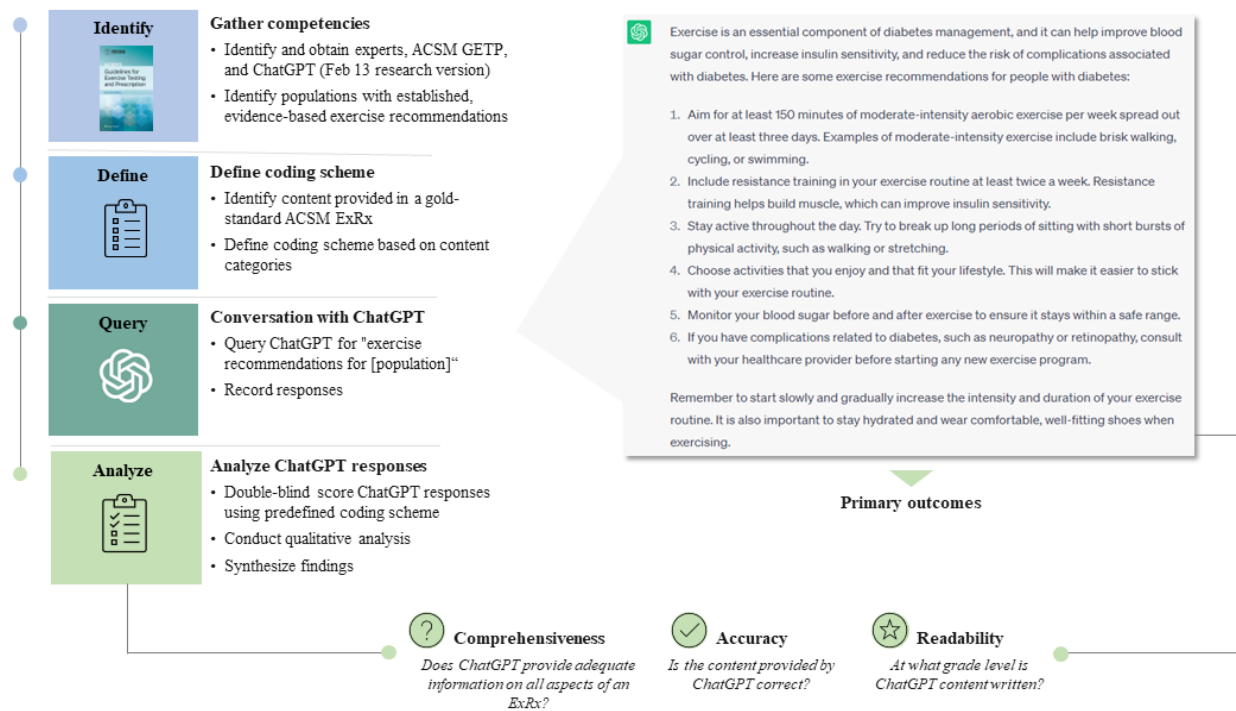 Identify
Guidelines for
Exercise Testing
and Prescription
Gather competencies
• Identify and obtain experts, ACSM GETP,
and ChatGPT (Feb 13 research version)
• Identify populations with established,
evidence-based exercise recommendations
Define
Define coding scheme
• Identify content provided in a gold-
standard ACSM ExRx
• Define coding scheme based on content
categories
Query
Conversation with ChatGPT
• Query ChatGPT for "exercise
recommendations for [population]“
• Record responses
Analyze
Analyze ChatGPT responses
• Double-blind score ChatGPT responses
using predefined coding scheme
• Conduct qualitative analysis
• Synthesize findings
Exercise is an essential component of diabetes management, and it can help improve blood
sugar control, increase insulin sensitivity, and reduce the risk of complications associated
with diabetes. Here are some exercise recommendations for people with diabetes:
1. Aim for at least 150 minutes of moderate-intensity aerobic exercise per week spread out
over at least three days. Examples of moderate-intensity exercise include brisk walking,
cycling, or swimming.
2. Include resistance training in your exercise routine at least twice a week. Resistance
training helps build muscle, which can improve insulin sensitivity.
3. Stay active throughout the day. Try to break up long periods of sitting with short bursts of
physical activity, such as walking or stretching.
4. Choose activities that you enjoy and that fit your lifestyle. This will make it easier to stick
with your exercise routine.
5. Monitor your blood sugar before and after exercise to ensure it stays within a safe range.
6. If you have complications related to diabetes, such as neuropathy or retinopathy, consult
with your healthcare provider before starting any new exercise program.
Remember to start slowly and gradually increase the intensity and duration of your exercise
routine. It is also important to stay hydrated and wear comfortable, well-fitting shoes when
exercising.
Primary outcomes
Comprehensiveness
Does ChatGPT provide adequate
information on all aspects of an
ExRx?
Accuracy
Is the content provided by
ChatGPT correct?
Readability
At what grade level is
ChatGPT content written?